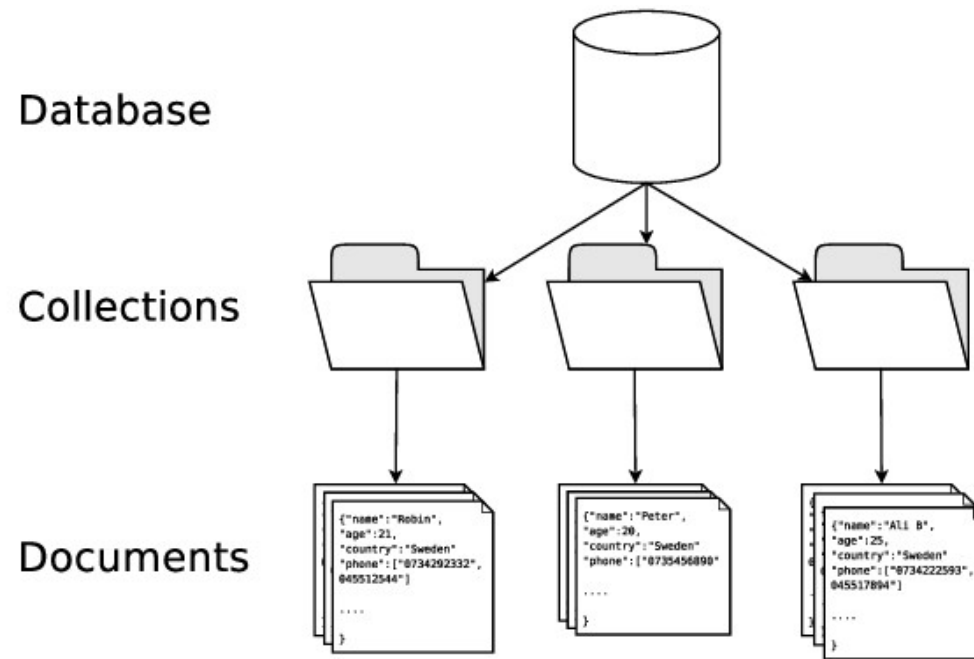 Database
Collections
Documents
{"name":"Robin",
"age":21,
"country":"Sweden"
"phone":["0734292332",
045512544"]
....
}
{"name":"Peter",
"age":20,
"country":"Sweden"
"phone":["0735456890"
....
}
{"name":"Ali B",
"age":25,
"country":"Sweden"
"phone":["0734222593",
045517894"]
....
}